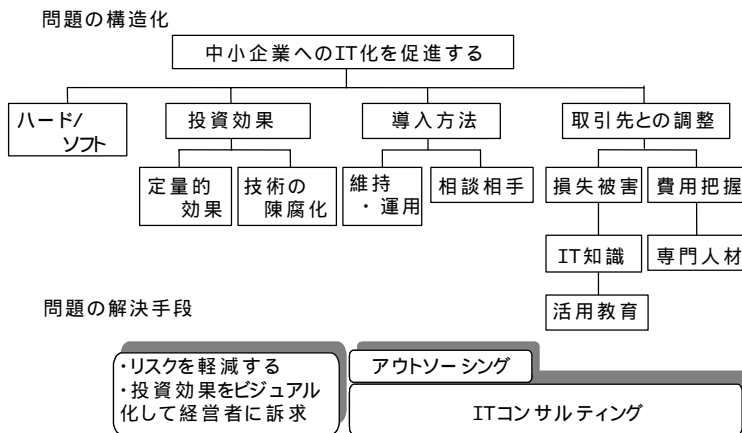 問題の構造化
中小企業へのIT化を促進する
ハード/
ソフト
投資効果
導入方法
取引先との調整
定量的
効果
技術の
陳腐化
維持
・運用
相談相手
損失被害
費用把握
IT知識
専門人材
活用教育
問題の解決手段
・リスクを軽減する
・投資効果をビジュアル
化して経営者に訴求
アウトソーシング
ITコンサルティング